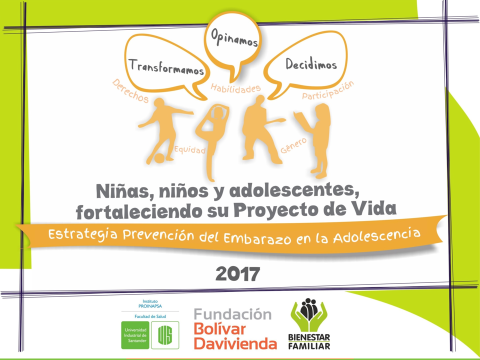 Opinamos
Transformamos
Decidimos
Derechos
Habilidades
Participación
Equidad
Género
Niñas, niños y adolescentes,
fortaleciendo su Proyecto de Vida
Estrategia Prevención del Embarazo en la Adolescencia
2017
Instituto
PROINAPSA
Facultad de Salud
Universidad
Industrial de
Santander
UIS
Fundación
Bolívar
Davivienda
BIENESTAR
FAMILIAR